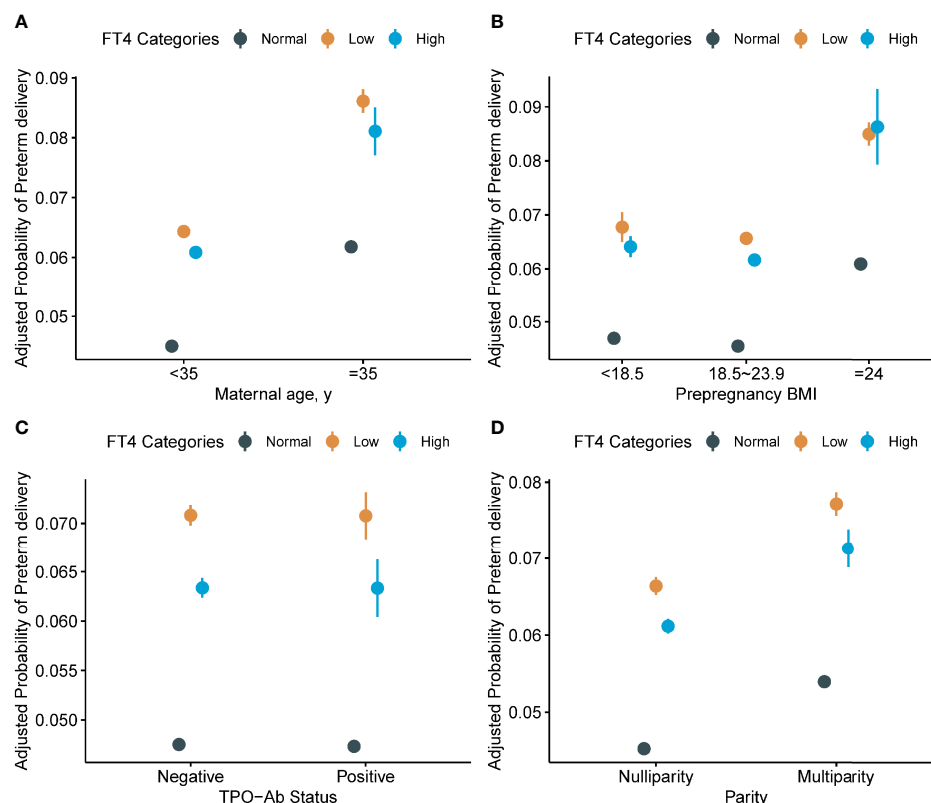 A
FT4 Categories Normal Low High
Adjusted Probability of Preterm delivery
0.09
0.08
0.07
0.06
0.05
<35 =35
Maternal age, y
B
FT4 Categories Normal Low High
Adjusted Probability of Preterm delivery
0.09
0.08
0.07
0.06
0.05
<18.5 18.5~23.9 =24
Prepregnancy BMI
C
FT4 Categories Normal Low High
Adjusted Probability of Preterm delivery
0.070
0.065
0.060
0.055
0.050
Negative Positive
TPO−Ab Status
D
FT4 Categories Normal Low High
Adjusted Probability of Preterm delivery
0.08
0.07
0.06
0.05
Nulliparity Multiparity
Parity